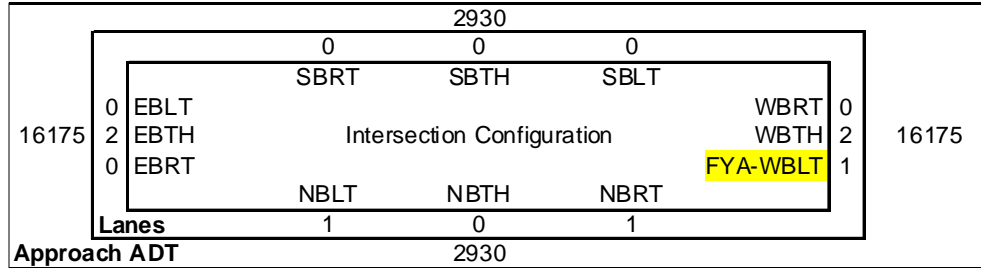 2930
0 0 0
SBRT SBTH SBLT
0 EBLT WBRT 0
16175 2 EBTH Intersection Configuration WBTH 2 16175
0 EBRT FYA-WBLT 1
NBLT NBTH NBRT
Lanes 1 0 1
Approach ADT 2930